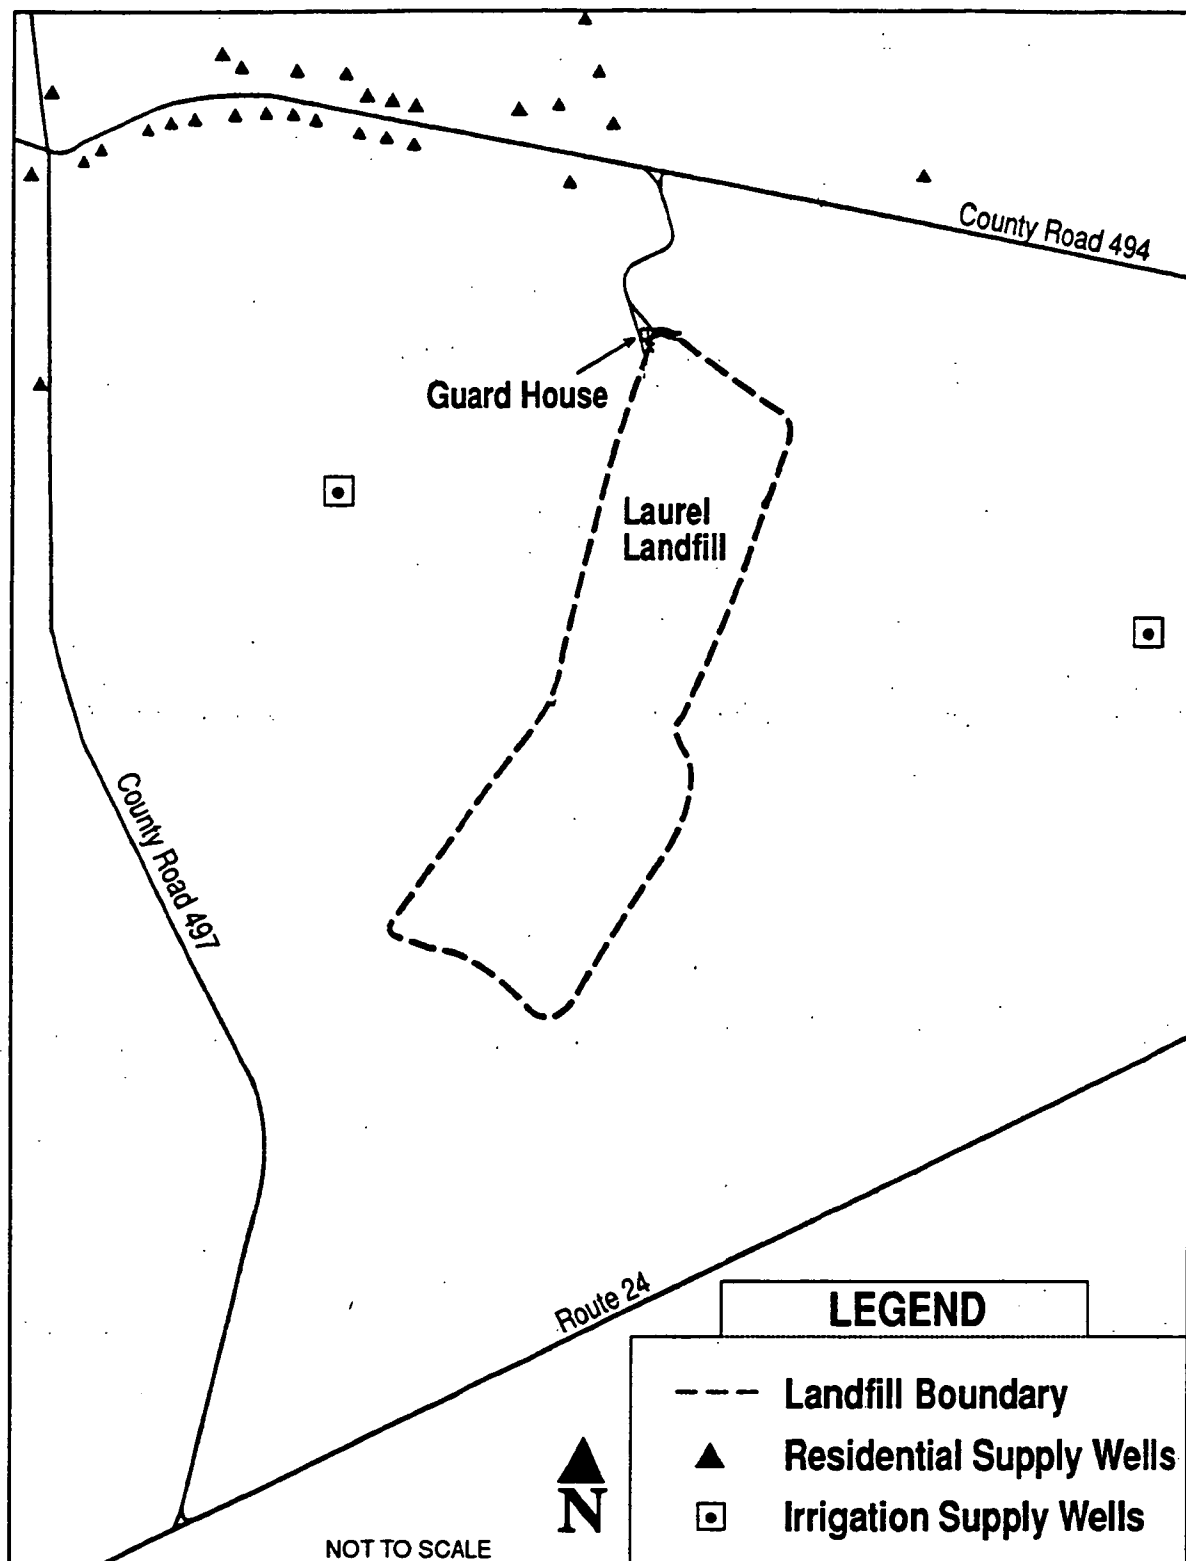 County Road 494
Guard House
Laurel
Landfill
County Road 497
Route 24
LEGEND
Landfill Boundary
Residential Supply Wells
Irrigation Supply Wells
N
NOT TO SCALE